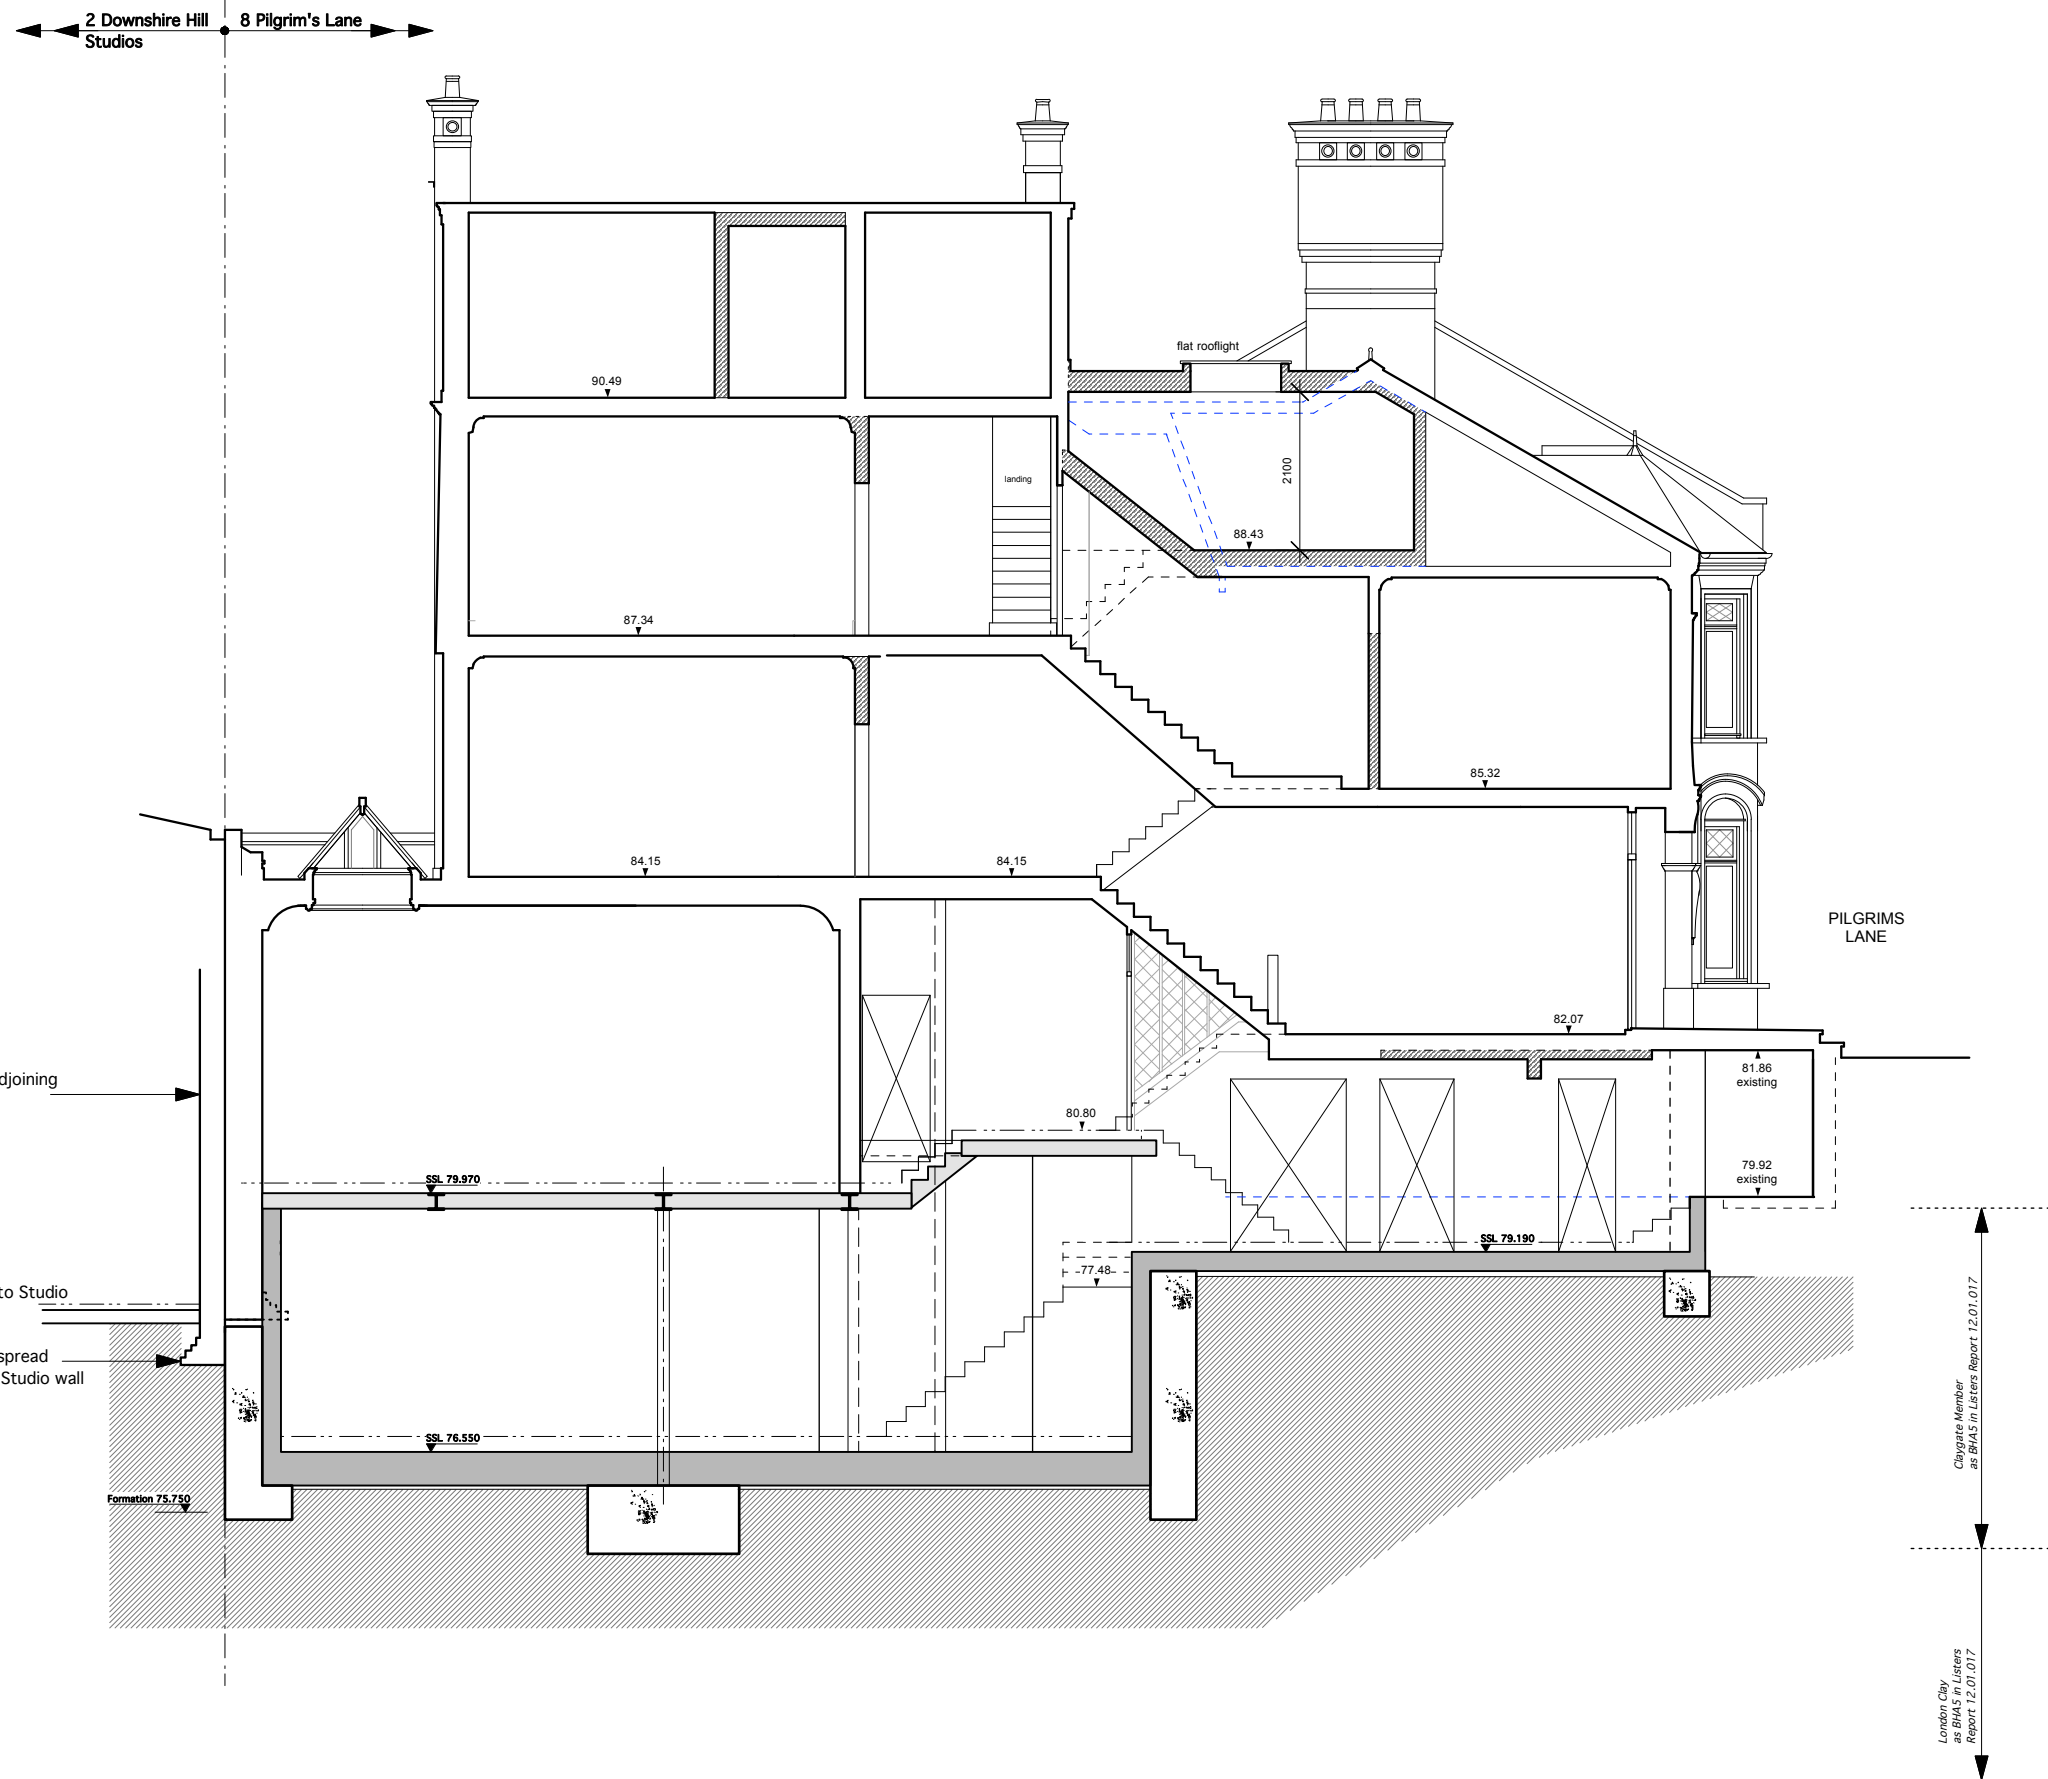 2 Downshire Hill
Studios
8 Pilgrim's Lane
flat rooflight
90.49
landing
2100
88.43
87.34
85.32
84.15
84.15
PILGRIMS
LANE
82.07
djoining
81.86
existing
80.80
79.92
existing
SSL 79.970
SSL 79.190
77.48
to Studio
spread
Studio wall
SSL 76.550
Formation 75.750
Claygate Member
as BHA5 in Listers Report 12.01.017
London Clay
as BHA5 in Listers
Report 12.01.017